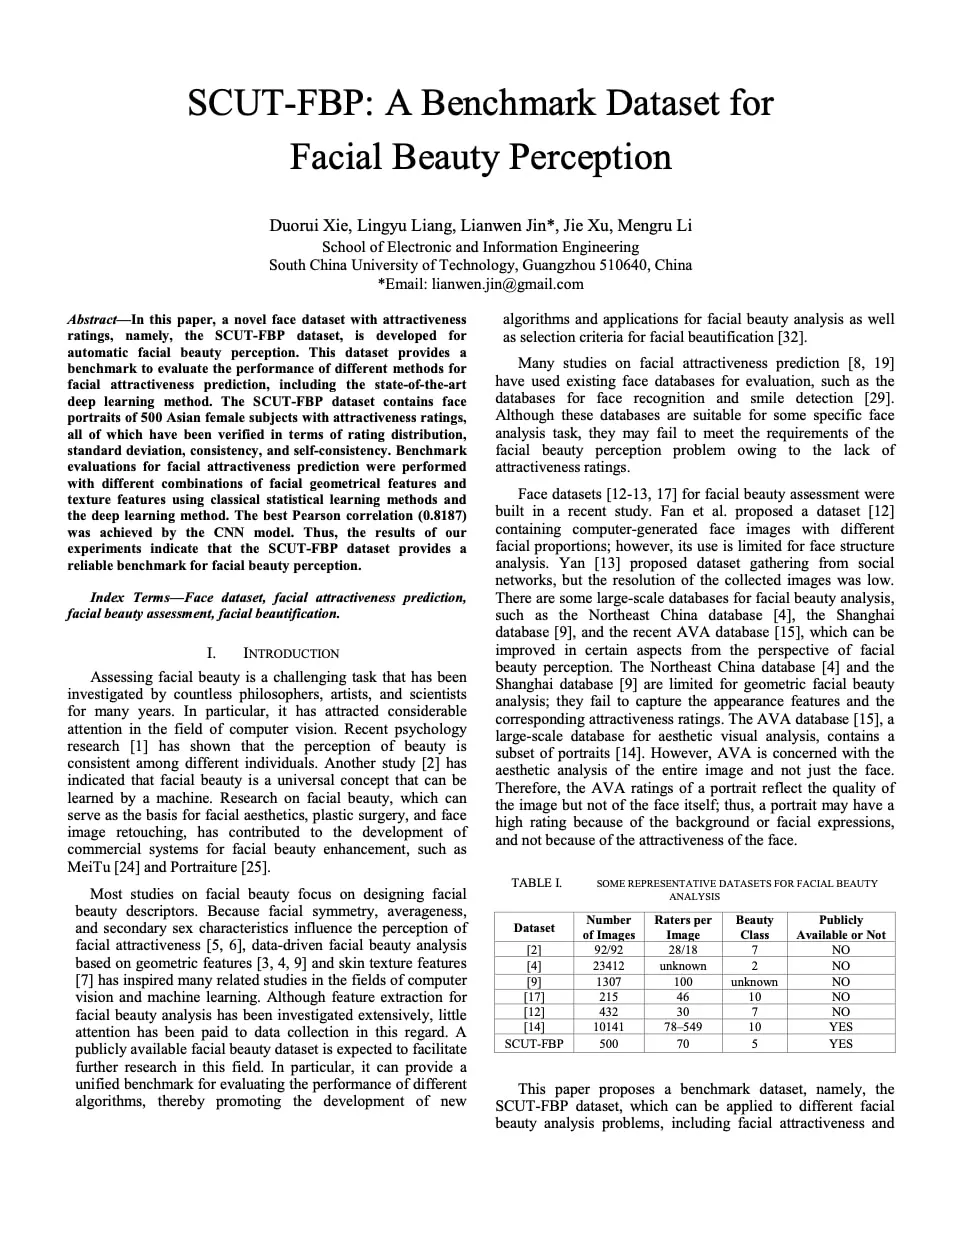 SCUT-FBP: A Benchmark Dataset for
Facial Beauty Perception
Duorui Xie, Lingyu Liang, Lianwen Jin*, Jie Xu, Mengru Li
School of Electronic and Information Engineering
South China University of Technology, Guangzhou 510640, China
*Email: lianwen.jin@gmail.com
Abstract—In this paper, a novel face dataset with attractiveness
ratings, namely, the SCUT-FBP dataset, is developed for
automatic facial beauty perception. This dataset provides a
benchmark to evaluate the performance of different methods for
facial attractiveness prediction, including the state-of-the-art
deep learning method. The SCUT-FBP dataset contains face
portraits of 500 Asian female subjects with attractiveness ratings,
all of which have been verified in terms of rating distribution,
standard deviation, consistency, and self-consistency. Benchmark
evaluations for facial attractiveness prediction were performed
with different combinations of facial geometrical features and
texture features using classical statistical learning methods and
the deep learning method. The best Pearson correlation (0.8187)
was achieved by the CNN model. Thus, the results of our
experiments indicate that the SCUT-FBP dataset provides a
reliable benchmark for facial beauty perception.
Index Terms—Face dataset, facial attractiveness prediction,
facial beauty assessment, facial beautification.
I. INTRODUCTION
Assessing facial beauty is a challenging task that has been
investigated by countless philosophers, artists, and scientists
for many years. In particular, it has attracted considerable
attention in the field of computer vision. Recent psychology
research [1] has shown that the perception of beauty is
consistent among different individuals. Another study [2] has
indicated that facial beauty is a universal concept that can be
learned by a machine. Research on facial beauty, which can
serve as the basis for facial aesthetics, plastic surgery, and face
image retouching, has contributed to the development of
commercial systems for facial beauty enhancement, such as
MeiTu [24] and Portraiture [25].
Most studies on facial beauty focus on designing facial
beauty descriptors. Because facial symmetry, averageness,
and secondary sex characteristics influence the perception of
facial attractiveness [5, 6], data-driven facial beauty analysis
based on geometric features [3, 4, 9] and skin texture features
[7] has inspired many related studies in the fields of computer
vision and machine learning. Although feature extraction for
facial beauty analysis has been investigated extensively, little
attention has been paid to data collection in this regard. A
publicly available facial beauty dataset is expected to facilitate
further research in this field. In particular, it can provide a
unified benchmark for evaluating the performance of different
algorithms, thereby promoting the development of new
algorithms and applications for facial beauty analysis as well
as selection criteria for facial beautification [32].
Many studies on facial attractiveness prediction [8, 19]
have used existing face databases for evaluation, such as the
databases for face recognition and smile detection [29].
Although these databases are suitable for some specific face
analysis task, they may fail to meet the requirements of the
facial beauty perception problem owing to the lack of
attractiveness ratings.
Face datasets [12-13, 17] for facial beauty assessment were
built in a recent study. Fan et al. proposed a dataset [12]
containing computer-generated face images with different
facial proportions; however, its use is limited for face structure
analysis. Yan [13] proposed dataset gathering from social
networks, but the resolution of the collected images was low.
There are some large-scale databases for facial beauty analysis,
such as the Northeast China database [4], the Shanghai
database [9], and the recent AVA database [15], which can be
improved in certain aspects from the perspective of facial
beauty perception. The Northeast China database [4] and the
Shanghai database [9] are limited for geometric facial beauty
analysis; they fail to capture the appearance features and the
corresponding attractiveness ratings. The AVA database [15], a
large-scale database for aesthetic visual analysis, contains a
subset of portraits [14]. However, AVA is concerned with the
aesthetic analysis of the entire image and not just the face.
Therefore, the AVA ratings of a portrait reflect the quality of
the image but not of the face itself; thus, a portrait may have a
high rating because of the background or facial expressions,
and not because of the attractiveness of the face.
TABLE I. SOME REPRESENTATIVE DATASETS FOR FACIAL BEAUTY
ANALYSIS
Dataset Number of Images Raters per Image Beauty Class Publicly Available or Not
[2] 92/92 28/18 7 NO
[4] 23412 unknown 2 NO
[9] 1307 100 unknown NO
[17] 215 46 10 NO
[12] 432 30 7 NO
[14] 10141 78–549 10 YES
SCUT-FBP 500 70 5 YES
This paper proposes a benchmark dataset, namely, the
SCUT-FBP dataset, which can be applied to different facial
beauty analysis problems, including facial attractiveness and